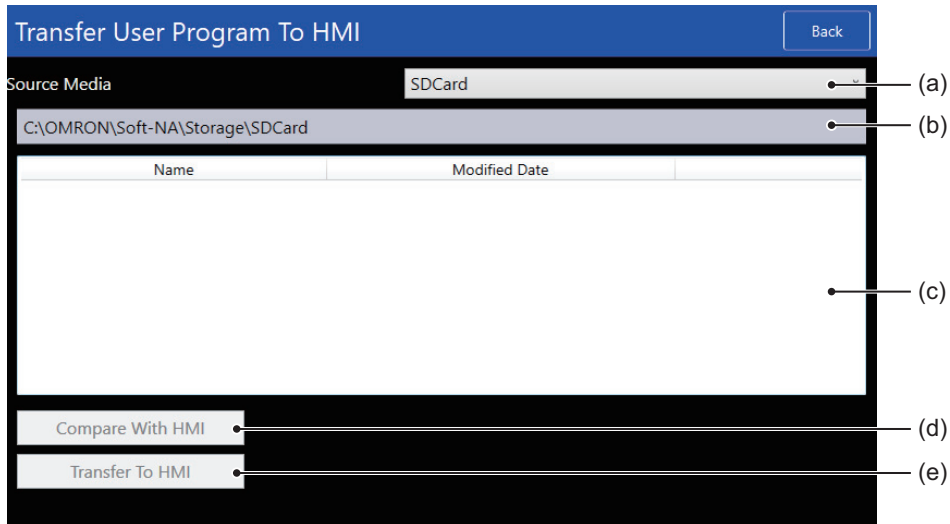 Transfer User Program To HMI Back
Source Media SDCard (a)
C:\OMRON\Soft-NA\Storage\SDCard (b)
Name Modified Date
(c)
Compare With HMI (d)
Transfer To HMI (e)